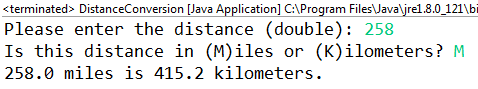 <terminated> DistanceConversion [Java Application] C:\Program Files\Java\jre1.8.0_121\bi
Please enter the distance (double): 258
Is this distance in (M)iles or (K)ilometers? M
258.0 miles is 415.2 kilometers.